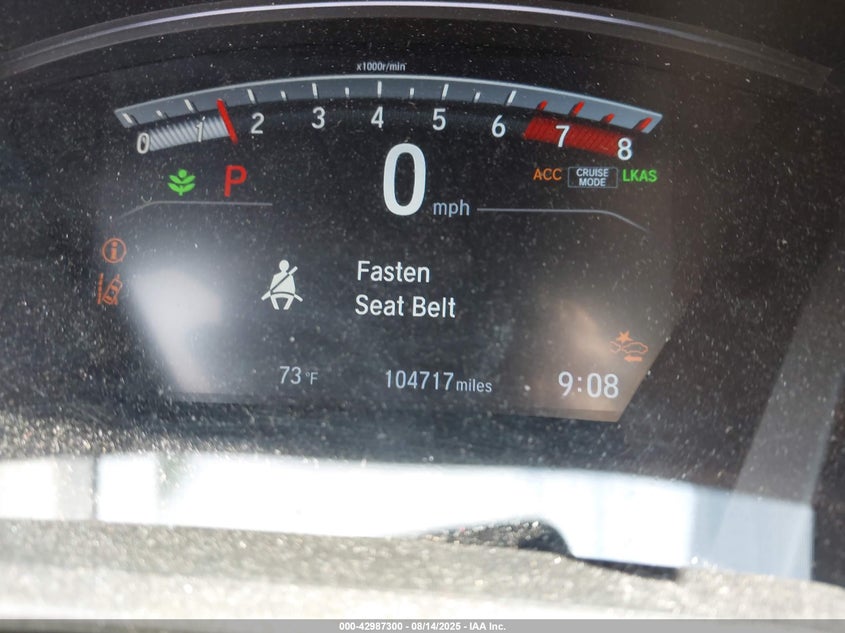 x1000r/min
0 1 2 3 4 5 6 7 8
P
0 mph
ACC CRUISE MODE LKAS
Fasten
Seat Belt
73 °F
104717 miles
9:08
000-42987300 - 08/14/2025 - IAA Inc.